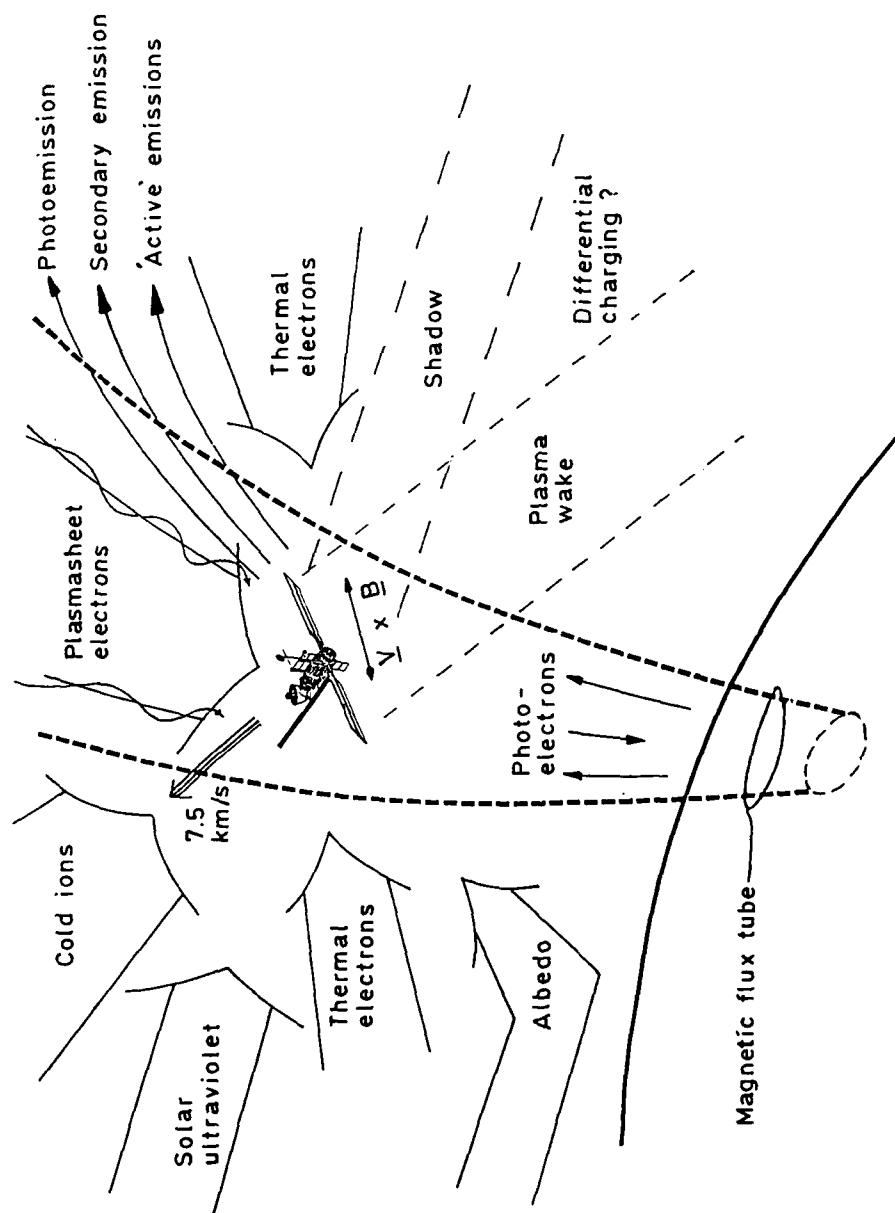 Photoemission
Secondary emission
'Active' emissions
Cold ions
Plasmasheet
electrons
Solar
ultraviolet
7.5
km/s
Thermal
electrons
Thermal
electrons
V × B
Shadow
Albedo
Photo-
electrons
Plasma
wake
Differential
charging ?
Magnetic flux tube